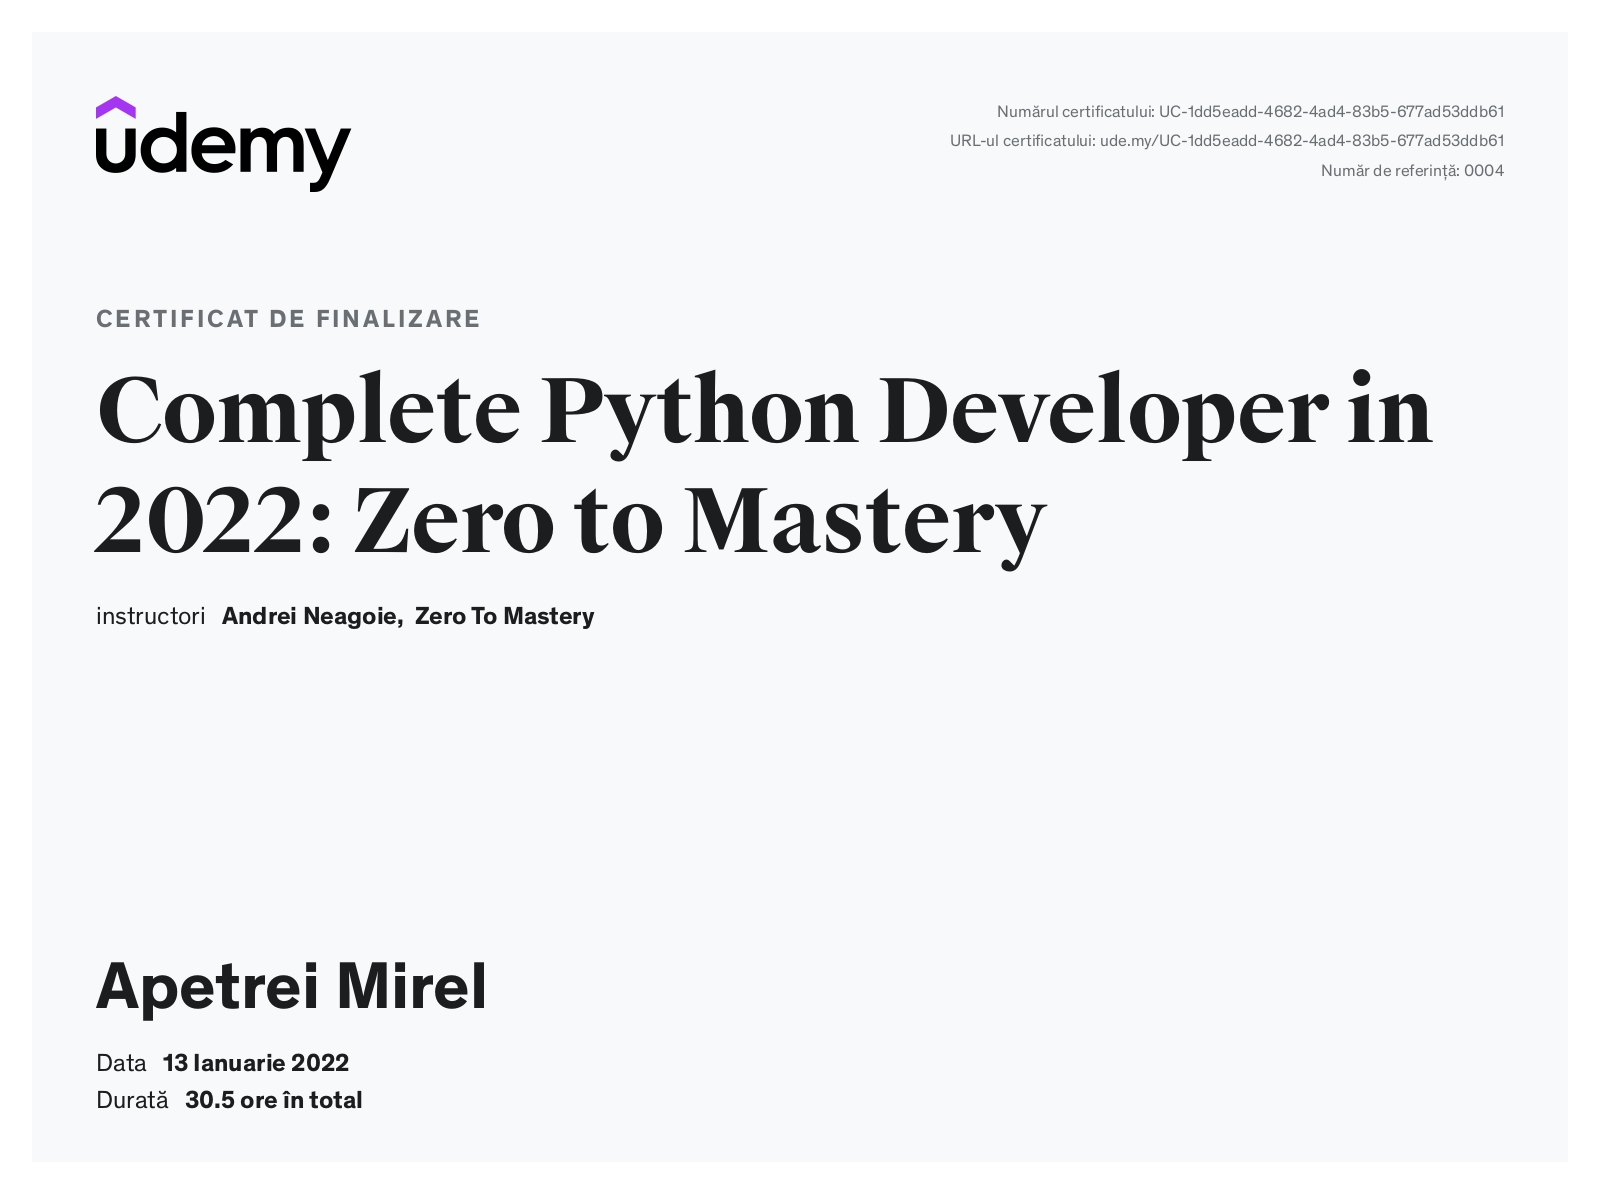 udemy
Numărul certificatului: UC-1dd5eadd-4682-4ad4-83b5-677ad53ddb61
URL-ul certificatului: ude.my/UC-1dd5eadd-4682-4ad4-83b5-677ad53ddb61
Număr de referință: 0004
CERTIFICAT DE FINALIZARE
Complete Python Developer in
2022: Zero to Mastery
instructori Andrei Neagoie, Zero To Mastery
Apetrei Mirel
Data 13 Ianuarie 2022
Durată 30.5 ore în total